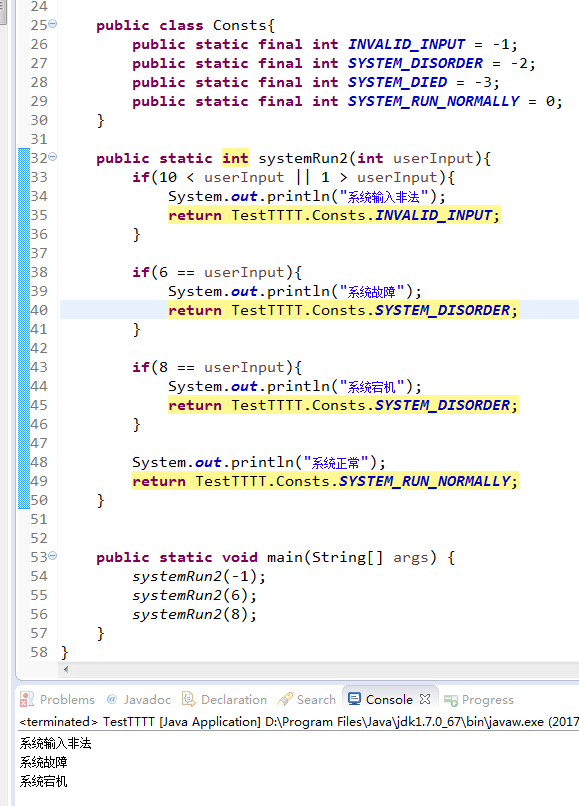 24
25 public class Consts{
26 public static final int INVALID_INPUT = -1;
27 public static final int SYSTEM_DISORDER = -2;
28 public static final int SYSTEM_DIED = -3;
29 public static final int SYSTEM_RUN_NORMALLY = 0;
30 }
31
32 public static int systemRun2(int userInput){
33 if(10 < userInput || 1 > userInput){
34 System.out.println("系统输入非法");
35 return TestTTTT.Consts.INVALID_INPUT;
36 }
37
38 if(6 == userInput){
39 System.out.println("系统故障");
40 return TestTTTT.Consts.SYSTEM_DISORDER;
41 }
42
43 if(8 == userInput){
44 System.out.println("系统宕机");
45 return TestTTTT.Consts.SYSTEM_DISORDER;
46 }
47
48 System.out.println("系统正常");
49 return TestTTTT.Consts.SYSTEM_RUN_NORMALLY;
50 }
51
52
53 public static void main(String[] args) {
54 systemRun2(-1);
55 systemRun2(6);
56 systemRun2(8);
57 }
58 }
Problems @ Javadoc Declaration Search Console Progress
<terminated> TestTTTT [Java Application] D:\Program Files\Java\jdk1.7.0_67\bin\javaw.exe (2017
系统输入非法
系统故障
系统宕机